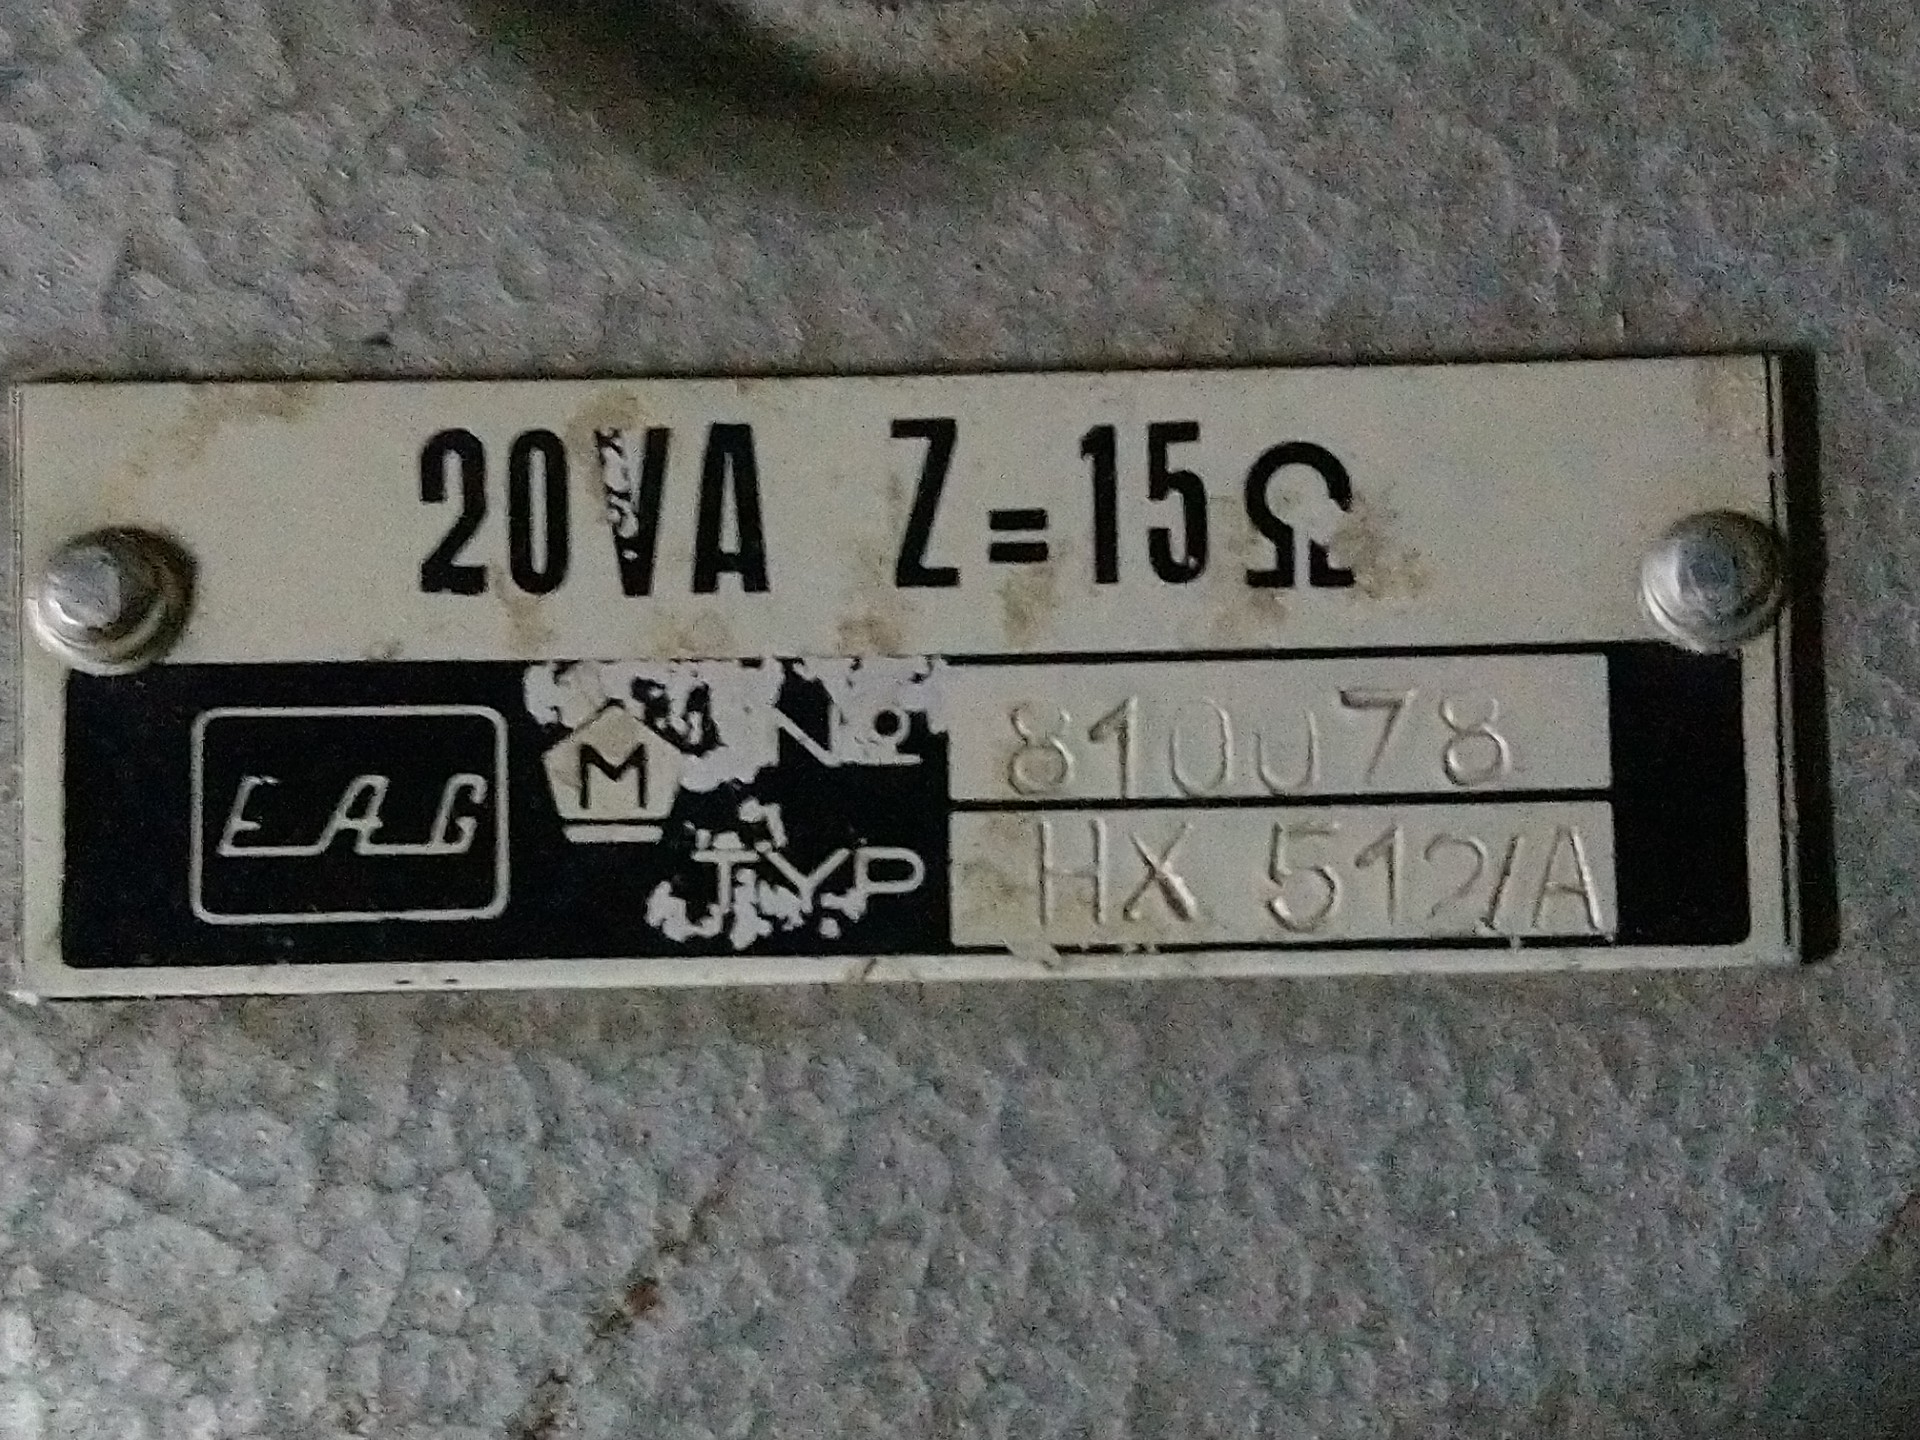 20VA Z=15Ω
EAG M № 810078
TYP HX 512/A